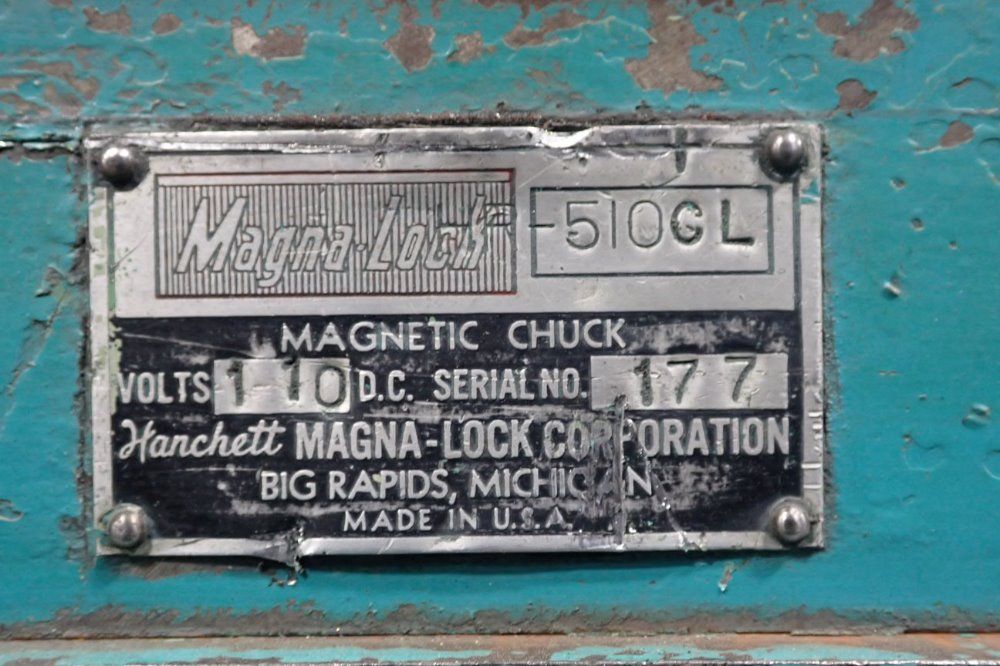 Magna-Lock -510GL
MAGNETIC CHUCK
VOLTS 110 D.C. SERIAL NO. 177
Hanchett MAGNA-LOCK CORPORATION
BIG RAPIDS, MICHIGAN
MADE IN U.S.A.